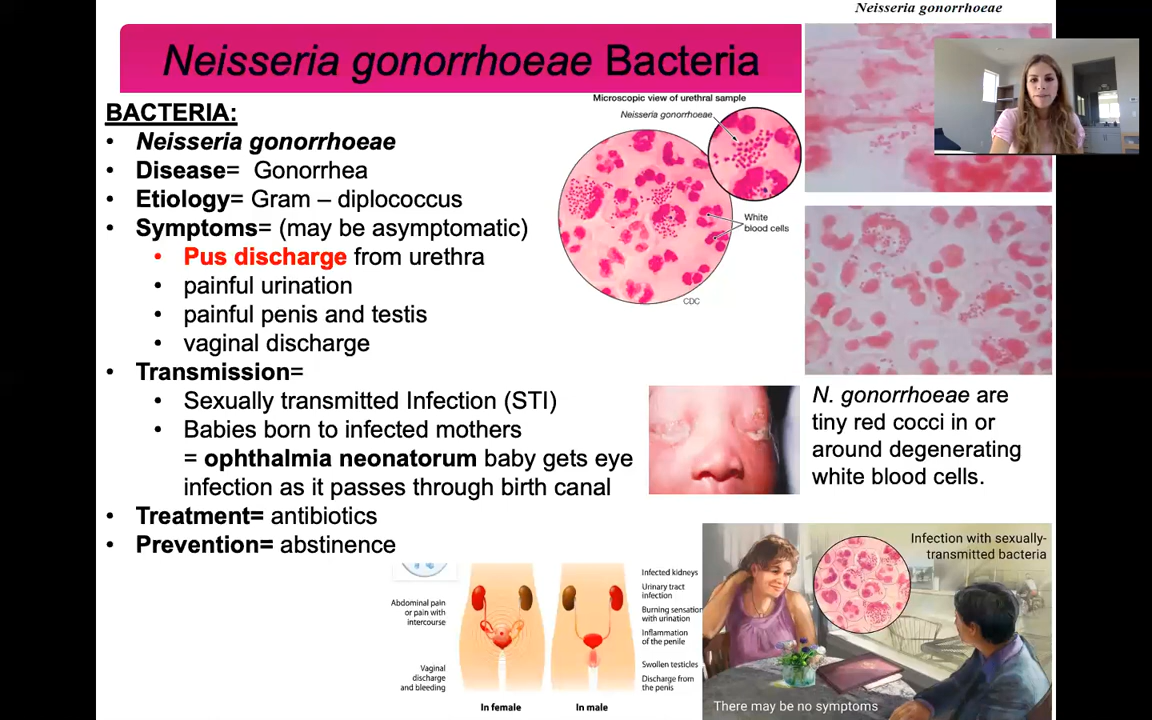 Neisseria gonorrhoeae
Neisseria gonorrhoeae Bacteria
BACTERIA:
• Neisseria gonorrhoeae
• Disease= Gonorrhea
• Etiology= Gram – diplococcus
• Symptoms= (may be asymptomatic)
• Pus discharge from urethra
• painful urination
• painful penis and testis
• vaginal discharge
• Transmission=
• Sexually transmitted Infection (STI)
• Babies born to infected mothers
= ophthalmia neonatorum baby gets eye
infection as it passes through birth canal
• Treatment= antibiotics
• Prevention= abstinence
Microscopic view of urethral sample
Neisseria gonorrhoeae
White
blood cells
CDC
N. gonorrhoeae are
tiny red cocci in or
around degenerating
white blood cells.
Abdominal pain
or pain with
intercourse
Vaginal
discharge
and bleeding
In female
In male
Infected kidneys
Urinary tract
infection
Burning sensation
with urination
Inflammation
of the penile
Swollen testicles
Discharge from
the penis
Infection with sexually-
transmitted bacteria
There may be no symptoms